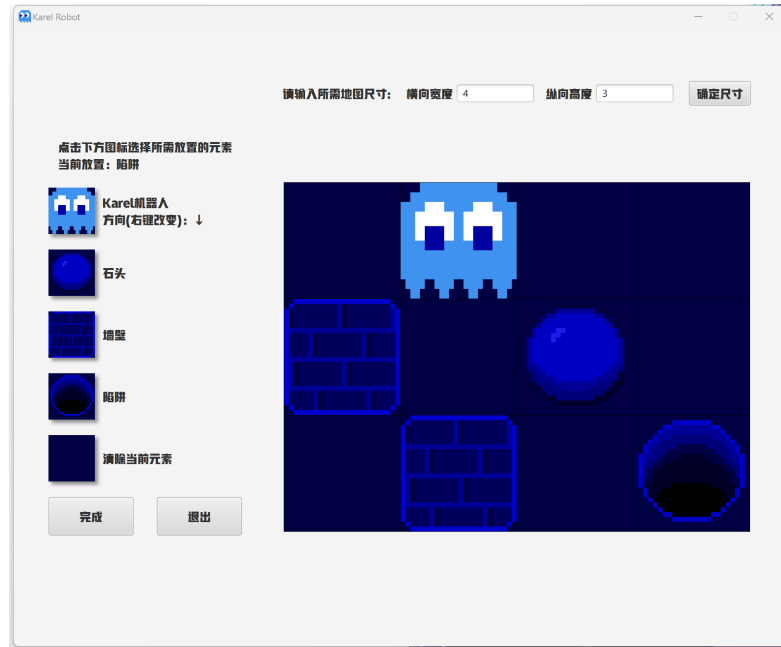 Karel Robot
请输入所需地图尺寸： 横向宽度 4 纵向高度 3 确定尺寸
点击下方图标选择所需放置的元素
当前放置：陷阱
Karel机器人
方向(右键改变)：↓
石头
墙壁
陷阱
清除当前元素
完成 退出